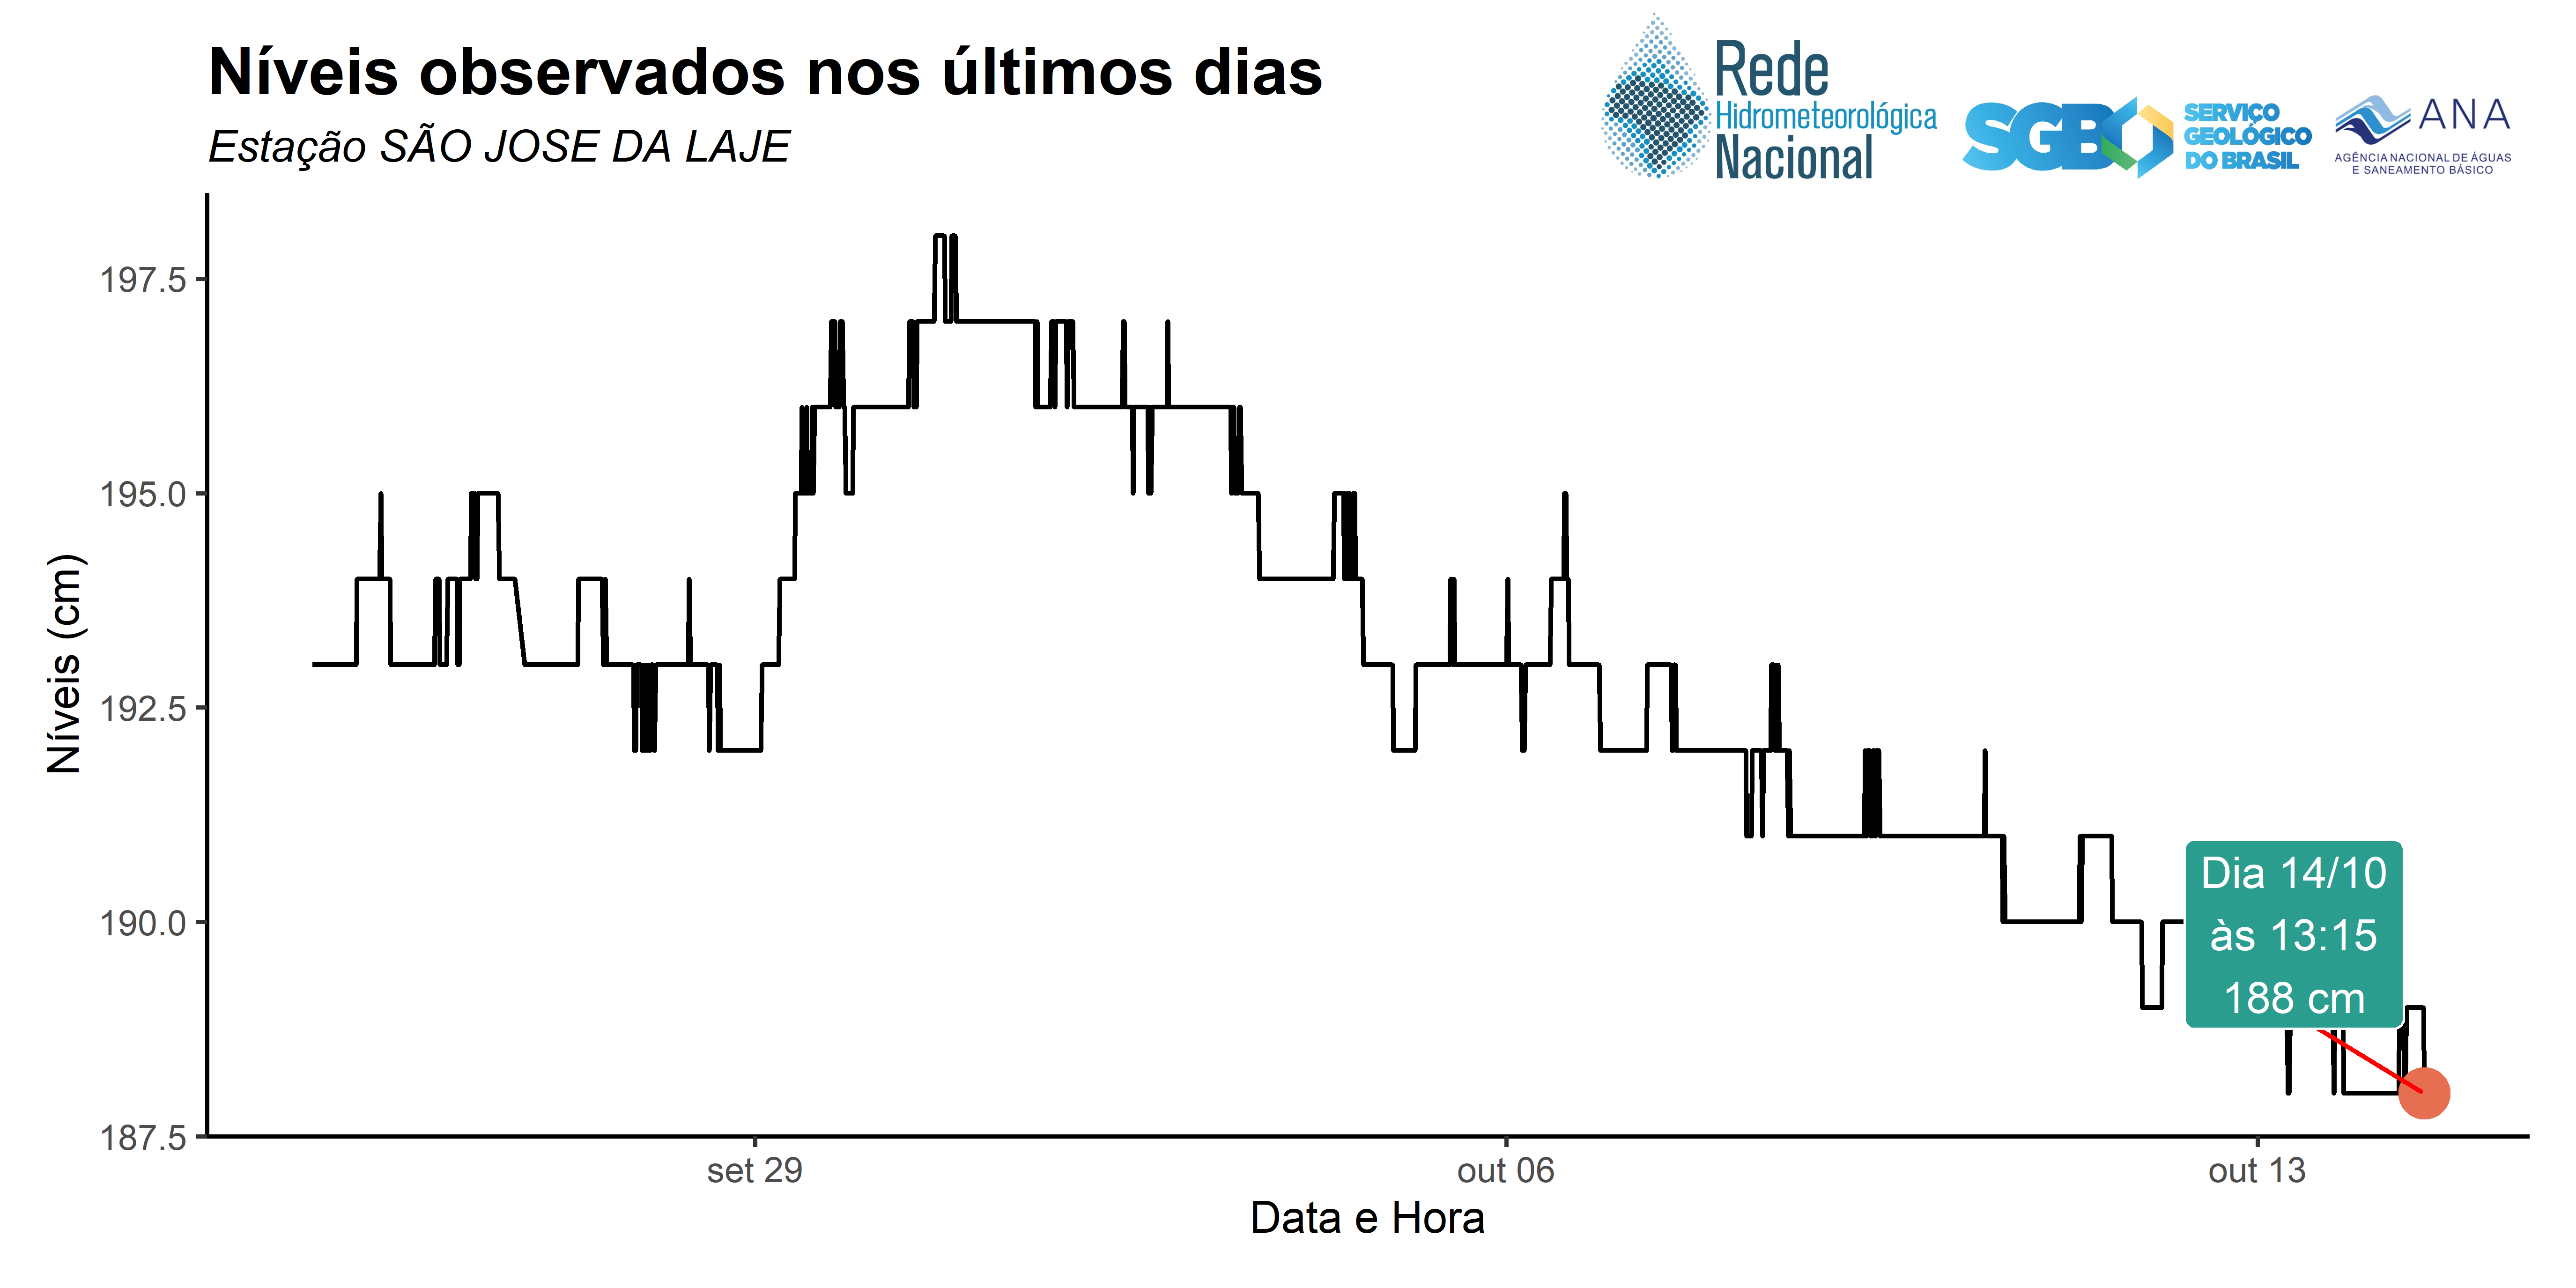 Níveis observados nos últimos dias
Estação SÃO JOSE DA LAJE
Rede
Hidrometeorológica
Nacional
SGB
SERVIÇO
GEOLÓGICO
DO BRASIL
ANA
AGÊNCIA NACIONAL DE ÁGUAS
E SANEAMENTO BÁSICO
Níveis (cm)
197.5
195.0
192.5
190.0
187.5
Dia 14/10
às 13:15
188 cm
set 29
out 06
out 13
Data e Hora